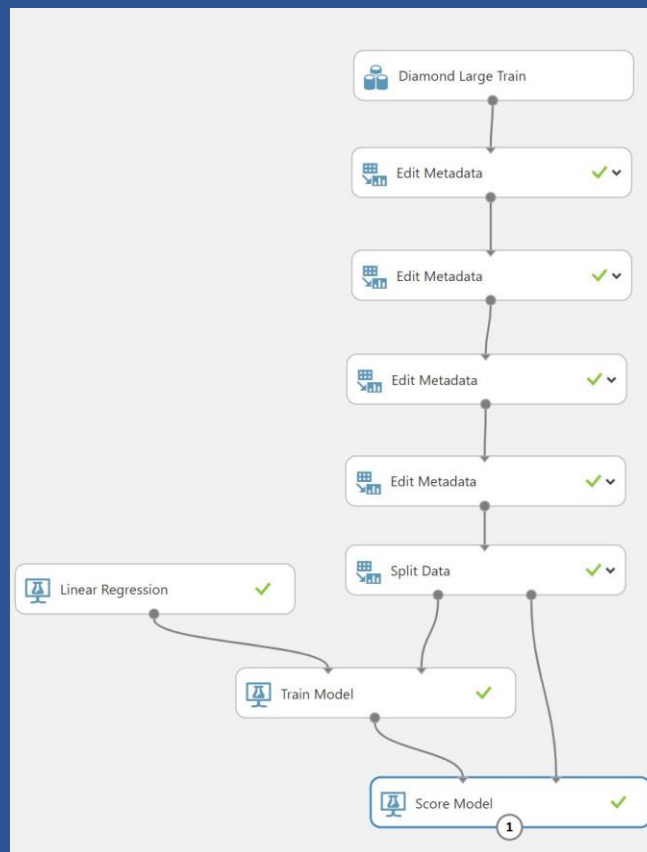 Diamond Large Train
Edit Metadata
Edit Metadata
Edit Metadata
Edit Metadata
Split Data
Linear Regression
Train Model
Score Model
1